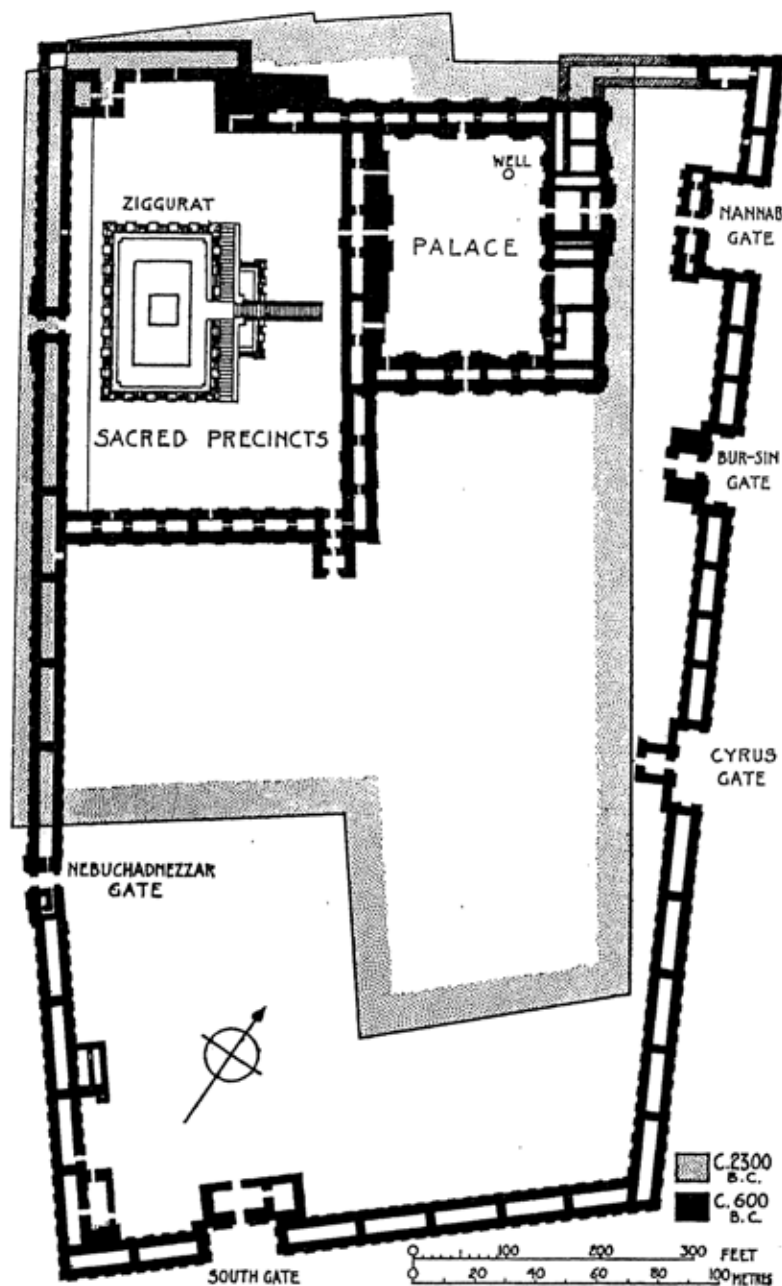 ZIGGURAT
WELL
PALACE
NANNAR
GATE
SACRED PRECINCTS
BUR-SIN
GATE
CYRUS
GATE
NEBUCHADNEZZAR
GATE
C.2300
B.C.
C.600
B.C.
SOUTH GATE
0 100 200 300 FEET
0 20 40 60 80 100 METRES